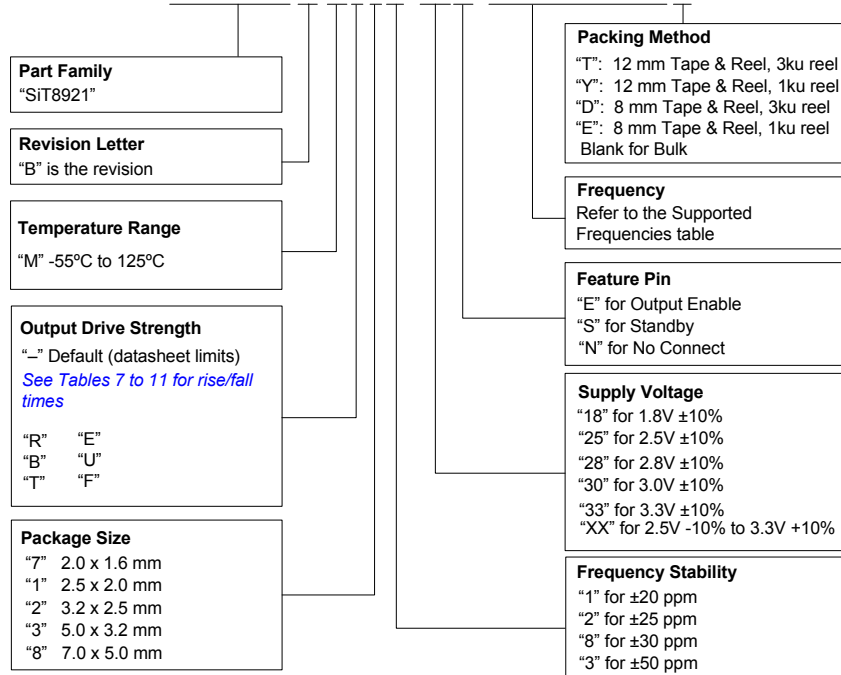 Part Family
“SiT8921”
Revision Letter
“B” is the revision
Temperature Range
“M” -55ºC to 125ºC
Output Drive Strength
“–” Default (datasheet limits)
See Tables 7 to 11 for rise/fall
times
“R” “E”
“B” “U”
“T” “F”
Package Size
“7” 2.0 x 1.6 mm
“1” 2.5 x 2.0 mm
“2” 3.2 x 2.5 mm
“3” 5.0 x 3.2 mm
“8” 7.0 x 5.0 mm
Packing Method
“T”: 12 mm Tape & Reel, 3ku reel
“Y”: 12 mm Tape & Reel, 1ku reel
“D”: 8 mm Tape & Reel, 3ku reel
“E”: 8 mm Tape & Reel, 1ku reel
Blank for Bulk
Frequency
Refer to the Supported
Frequencies table
Feature Pin
“E” for Output Enable
“S” for Standby
“N” for No Connect
Supply Voltage
“18” for 1.8V ±10%
“25” for 2.5V ±10%
“28” for 2.8V ±10%
“30” for 3.0V ±10%
“33” for 3.3V ±10%
“XX” for 2.5V -10% to 3.3V +10%
Frequency Stability
“1” for ±20 ppm
“2” for ±25 ppm
“8” for ±30 ppm
“3” for ±50 ppm